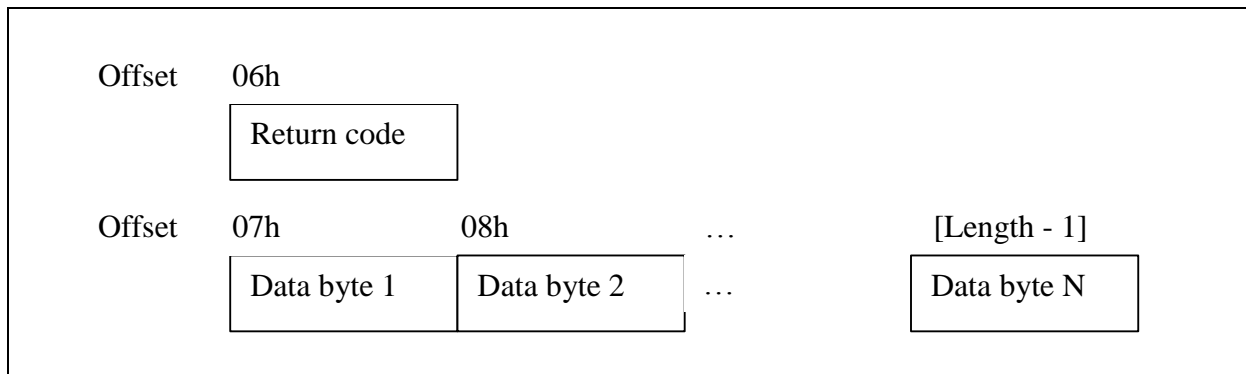 Offset 06h
Return code
Offset 07h 08h … [Length - 1]
Data byte 1 Data byte 2 … Data byte N